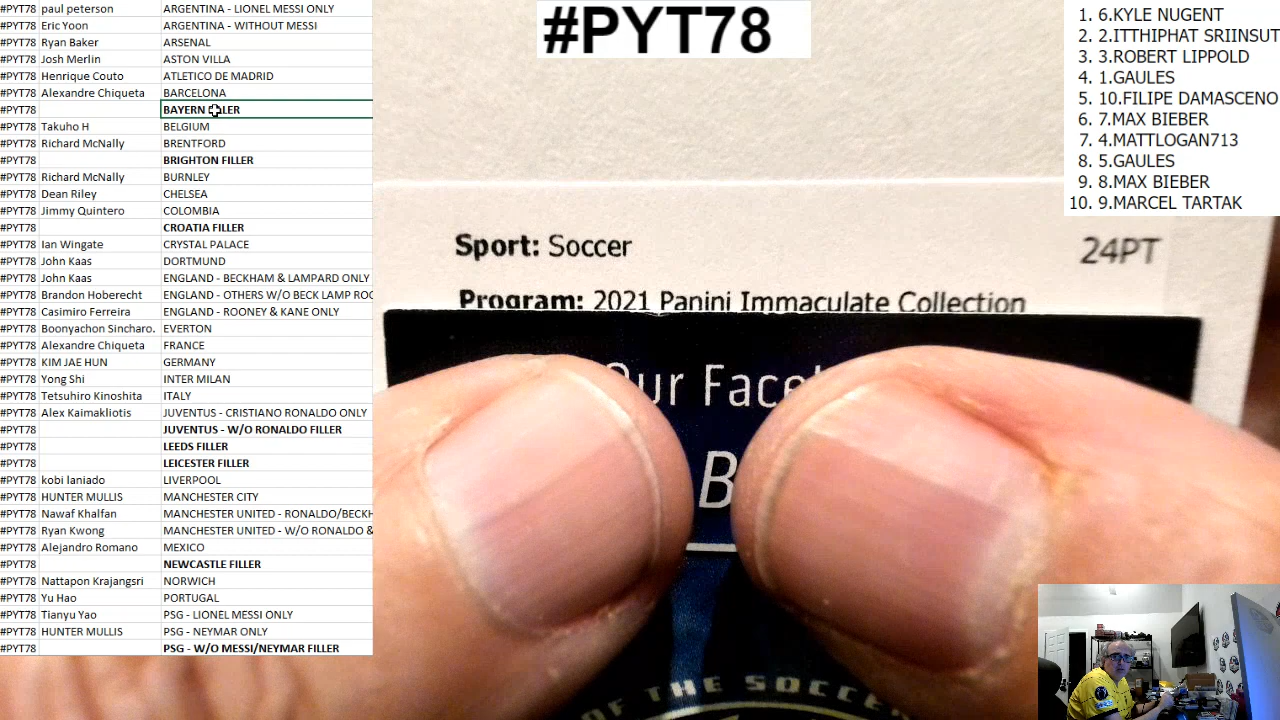 #PYT78 paul peterson ARGENTINA - LIONEL MESSI ONLY
#PYT78 Eric Yoon ARGENTINA - WITHOUT MESSI
#PYT78 Ryan Baker ARSENAL
#PYT78 Josh Merlin ASTON VILLA
#PYT78 Henrique Couto ATLETICO DE MADRID
#PYT78 Alexandre Chiqueta BARCELONA
#PYT78 BAYERN
#PYT78 Takuho H BELGIUM
#PYT78 Richard McNally BRENTFORD
#PYT78 BRIGHTON FILLER
#PYT78 Richard McNally BURNLEY
#PYT78 Dean Riley CHELSEA
#PYT78 Jimmy Quintero COLOMBIA
#PYT78 CROATIA FILLER
#PYT78 Ian Wingate CRYSTAL PALACE
#PYT78 John Kaas DORTMUND
#PYT78 John Kaas ENGLAND - BECKHAM & LAMPARD ONLY
#PYT78 Brandon Hoberecht ENGLAND - OTHERS W/O BECK LAMP ROO
#PYT78 Casimiro Ferreira ENGLAND - ROONEY & KANE ONLY
#PYT78 Boonyachon Sincharo. EVERTON
#PYT78 Alexandre Chiqueta FRANCE
#PYT78 KIM JAE HUN GERMANY
#PYT78 Yong Shi INTER MILAN
#PYT78 Tetsuhiro Kinoshita ITALY
#PYT78 Alex Kaimakliotis JUVENTUS - CRISTIANO RONALDO ONLY
#PYT78 JUVENTUS - W/O RONALDO FILLER
#PYT78 LEEDS FILLER
#PYT78 LEICESTER FILLER
#PYT78 kobi laniado LIVERPOOL
#PYT78 HUNTER MULLIS MANCHESTER CITY
#PYT78 Nawaf Khalfan MANCHESTER UNITED - RONALDO/BECKH
#PYT78 Ryan Kwong MANCHESTER UNITED - W/O RONALDO &
#PYT78 Alejandro Romano MEXICO
#PYT78 NEWCASTLE FILLER
#PYT78 Nattapon Krajangsri NORWICH
#PYT78 Yu Hao PORTUGAL
#PYT78 Tianyu Yao PSG - LIONEL MESSI ONLY
#PYT78 HUNTER MULLIS PSG - NEYMAR ONLY
#PYT78 PSG - W/O MESSI/NEYMAR FILLER
#PYT78
Sport: Soccer 24PT
Program: 2021 Panini Immaculate Collection
Our Face
B
OF THE SOCCE
1. 6.KYLE NUGENT
2. 2.ITTHIPHAT SRIINSUT
3. 3.ROBERT LIPPOLD
4. 1.GAULES
5. 10.FILIPE DAMASCENO
6. 7.MAX BIEBER
7. 4.MATTLOGAN713
8. 5.GAULES
9. 8.MAX BIEBER
10. 9.MARCEL TARTAK